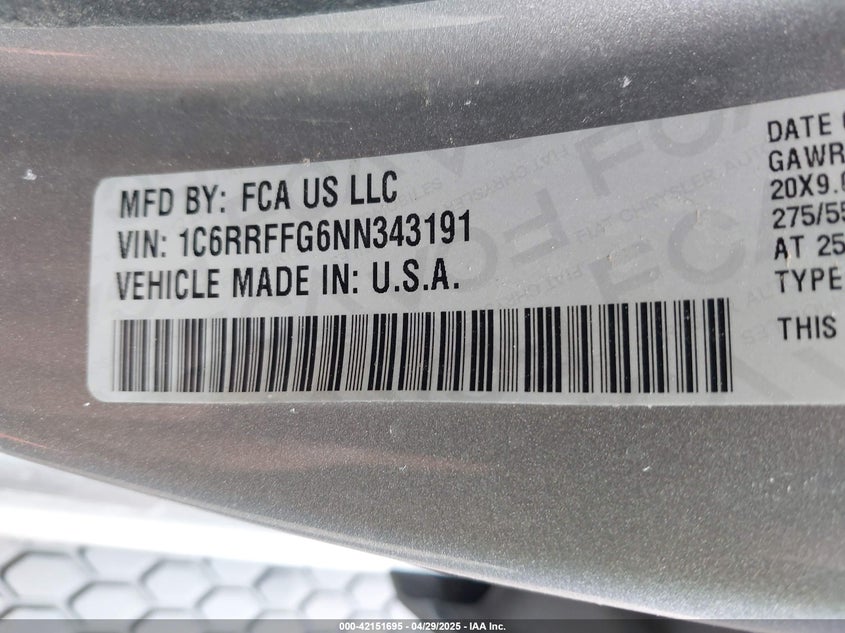 MFD BY: FCA US LLC
VIN: 1C6RRFFG6NN343191
VEHICLE MADE IN: U.S.A.
DATE
GAWR
20X9.
275/55
AT 25
TYPE
THIS
000-42151695 - 04/29/2025 - IAA Inc.